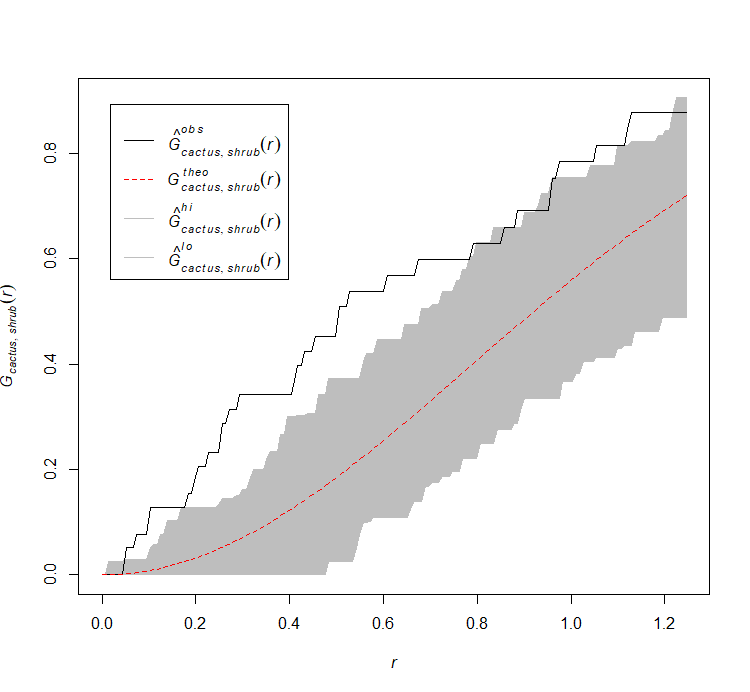 Ĝ^obs_cactus, shrub(r)
G^theo_cactus, shrub(r)
Ĝ^hi_cactus, shrub(r)
Ĝ^lo_cactus, shrub(r)
G_cactus, shrub(r)
0.8
0.6
0.4
0.2
0.0
0.0 0.2 0.4 0.6 0.8 1.0 1.2
r